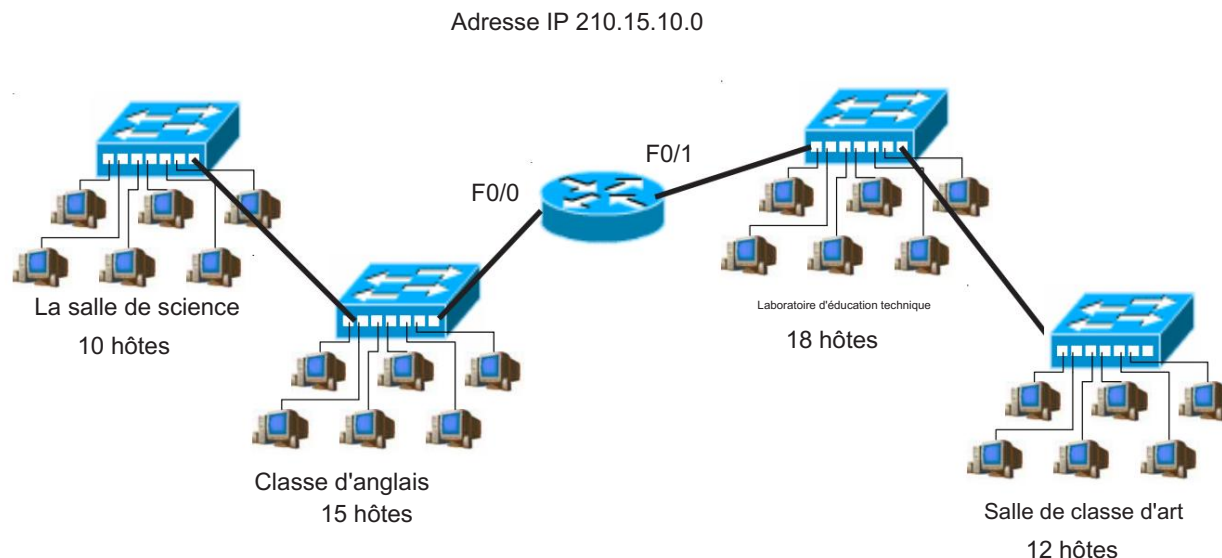 Adresse IP 210.15.10.0
F0/1
F0/0
La salle de science
10 hôtes
Laboratoire d'éducation technique
18 hôtes
Classe d'anglais
15 hôtes
Salle de classe d'art
12 hôtes